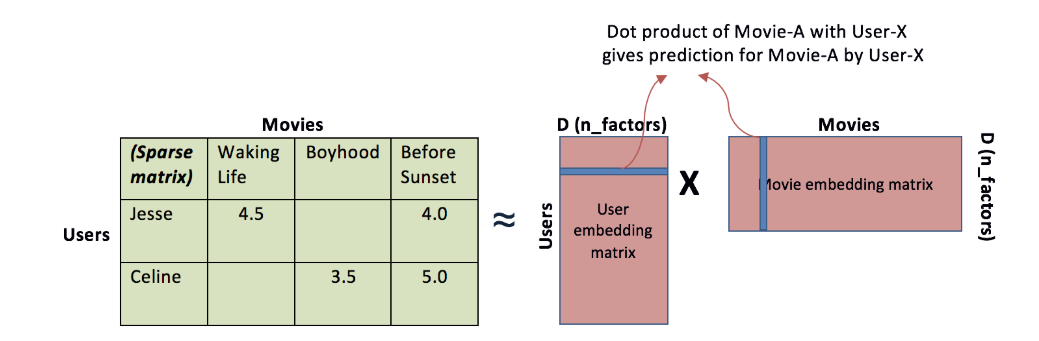 Dot product of Movie-A with User-X
gives prediction for Movie-A by User-X
Movies
(Sparse matrix)
Waking Life
Boyhood
Before Sunset
Users
Jesse
4.5
4.0
Celine
3.5
5.0
≈
D (n_factors)
Users
User
embedding
matrix
X
Movies
Movie embedding matrix
D (n_factors)